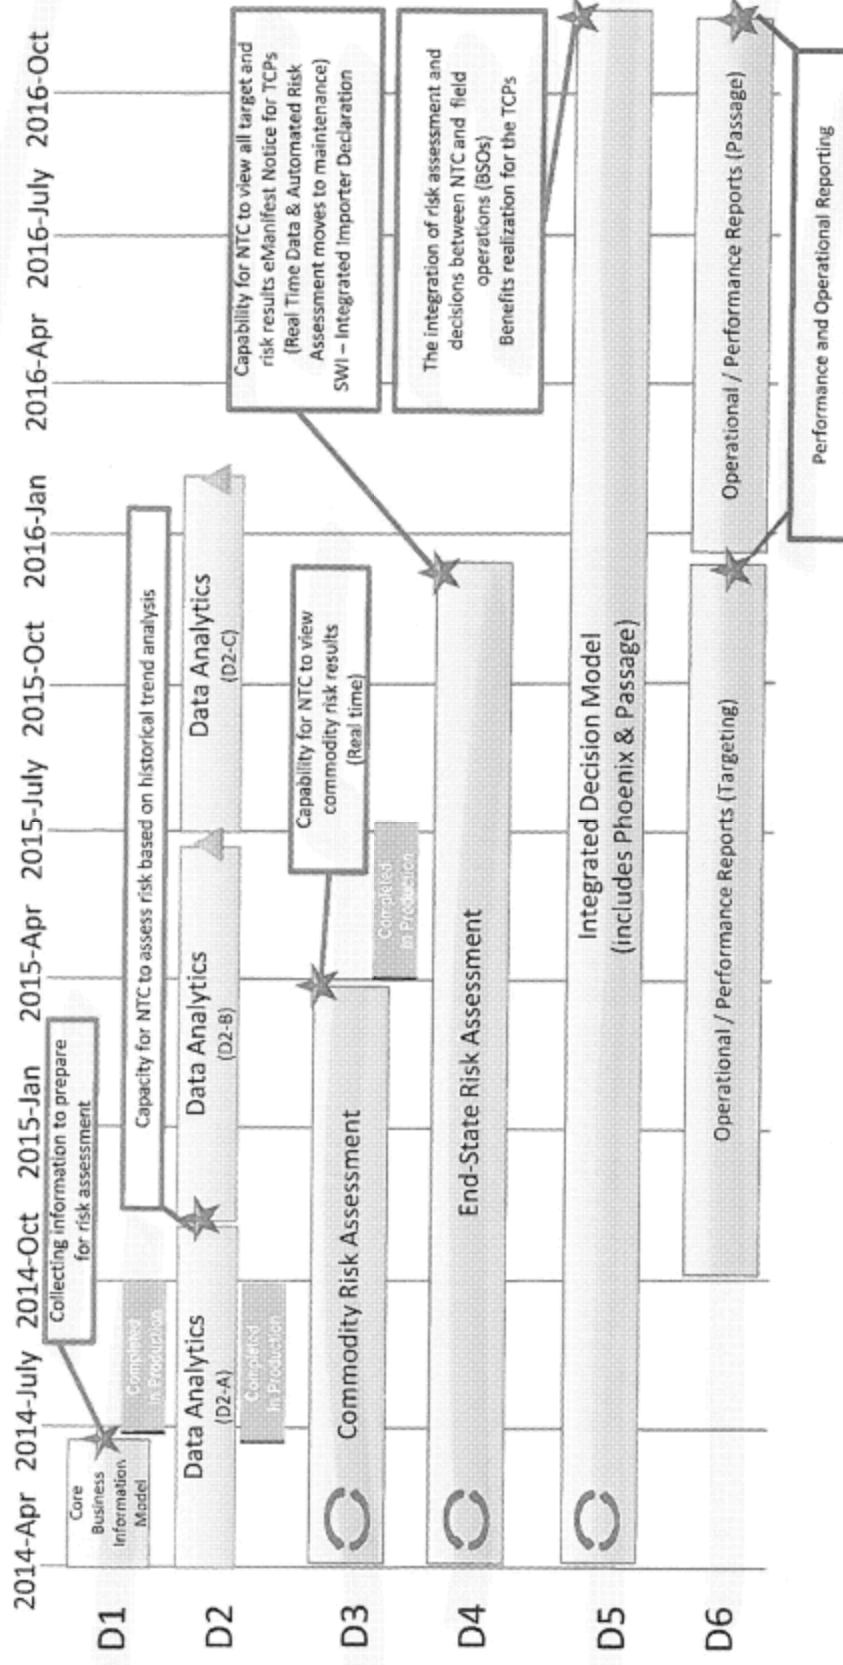 2014-Apr 2014-July 2014-Oct 2015-Jan 2015-Apr 2015-July 2015-Oct 2016-Jan 2016-Apr 2016-July 2016-Oct
Collecting information to prepare
for risk assessment
D1
Core
Business
Information
Model
Completed
In Production
Capacity for NTC to assess risk based on historical trend analysis
D2
Data Analytics
(D2-A)
Completed
In Production
Data Analytics
(D2-B)
Data Analytics
(D2-C)
Capability for NTC to view all target and
risk results eManifest Notice for TCPs
(Real Time Data & Automated Risk
Assessment moves to maintenance)
SWI – Integrated Importer Declaration
D3
Commodity Risk Assessment
Capability for NTC to view
commodity risk results
(Real time)
Completed
In Production
The integration of risk assessment and
decisions between NTC and field
operations (BSOs)
Benefits realization for the TCPs
D4
End-State Risk Assessment
D5
Integrated Decision Model
(includes Phoenix & Passage)
D6
Operational / Performance Reports (Targeting)
Operational / Performance Reports (Passage)
Performance and Operational Reporting